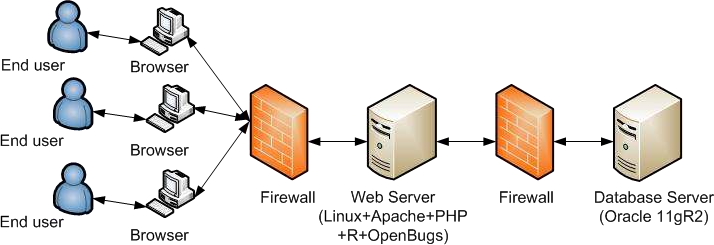 End user
Browser
End user
Browser
End user
Browser
Firewall
Web Server
(Linux+Apache+PHP
+R+OpenBugs)
Firewall
Database Server
(Oracle 11gR2)